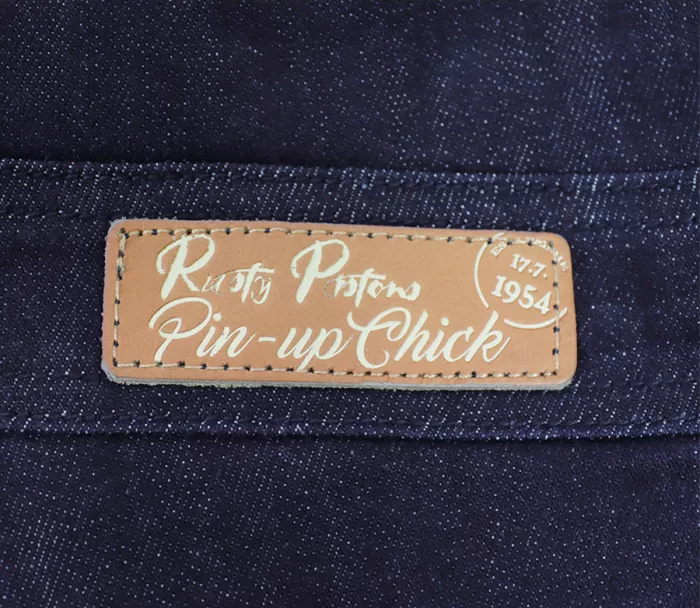 Rusty Pistons
Pin-up Chick
17.7.
1954